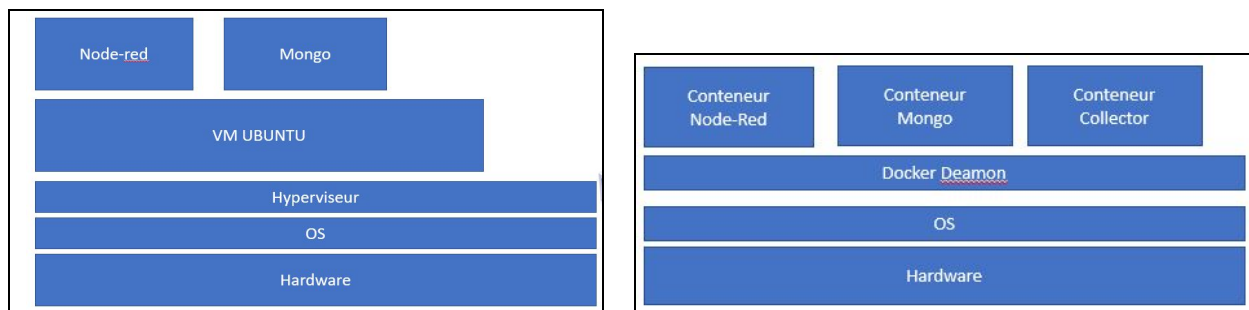 Node-red
Mongo
VM UBUNTU
Hyperviseur
OS
Hardware
Conteneur
Node-Red
Conteneur
Mongo
Conteneur
Collector
Docker Deamon
OS
Hardware